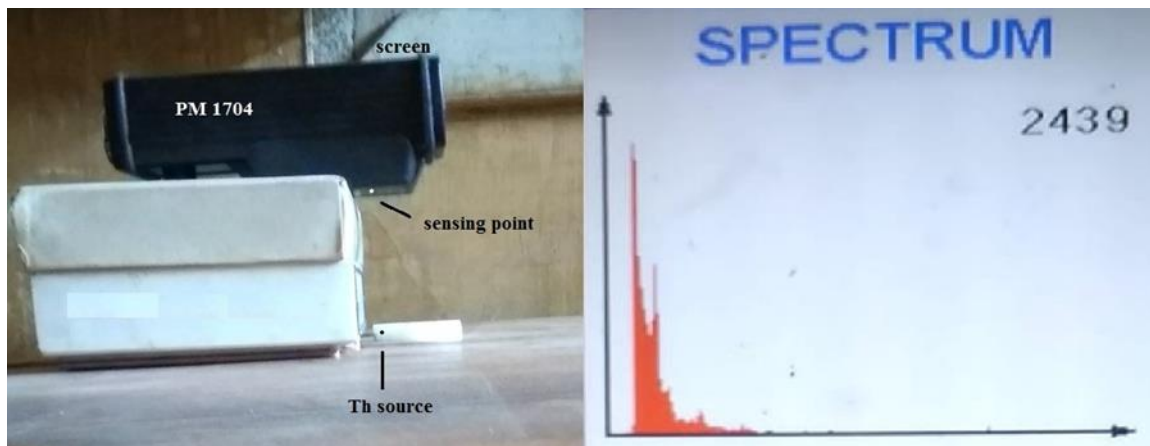 screen
PM 1704
sensing point
Th source
SPECTRUM
2439